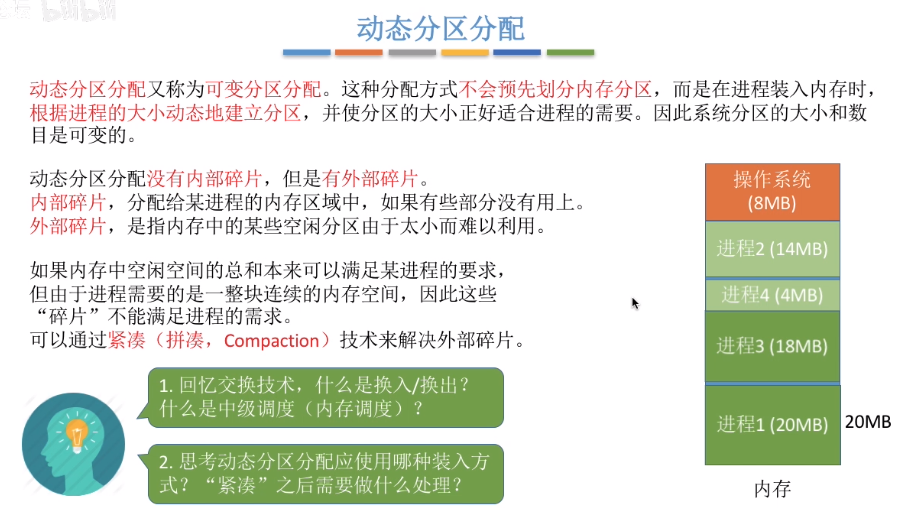 bilibili
动态分区分配
动态分区分配又称为可变分区分配。这种分配方式不会预先划分内存分区，而是在进程装入内存时，
根据进程的大小动态地建立分区，并使分区的大小正好适合进程的需要。因此系统分区的大小和数
目是可变的。
动态分区分配没有内部碎片，但是有外部碎片。
内部碎片，分配给某进程的内存区域中，如果有些部分没有用上。
外部碎片，是指内存中的某些空闲分区由于太小而难以利用。
如果内存中空闲空间的总和本来可以满足某进程的要求，
但由于进程需要的是一整块连续的内存空间，因此这些
“碎片”不能满足进程的需求。
可以通过紧凑（拼凑，Compaction）技术来解决外部碎片。
1. 回忆交换技术，什么是换入/换出？
什么是中级调度（内存调度）？
2. 思考动态分区分配应使用哪种装入方
式？“紧凑”之后需要做什么处理？
操作系统
(8MB)
进程2 (14MB)
进程4 (4MB)
进程3 (18MB)
进程1 (20MB)
20MB
内存